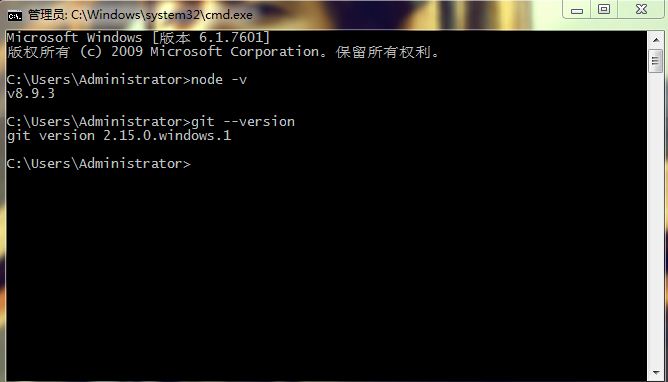 管理员: C:\Windows\system32\cmd.exe
Microsoft Windows [版本 6.1.7601]
版权所有 (c) 2009 Microsoft Corporation。保留所有权利。
C:\Users\Administrator>node -v
v8.9.3
C:\Users\Administrator>git --version
git version 2.15.0.windows.1
C:\Users\Administrator>